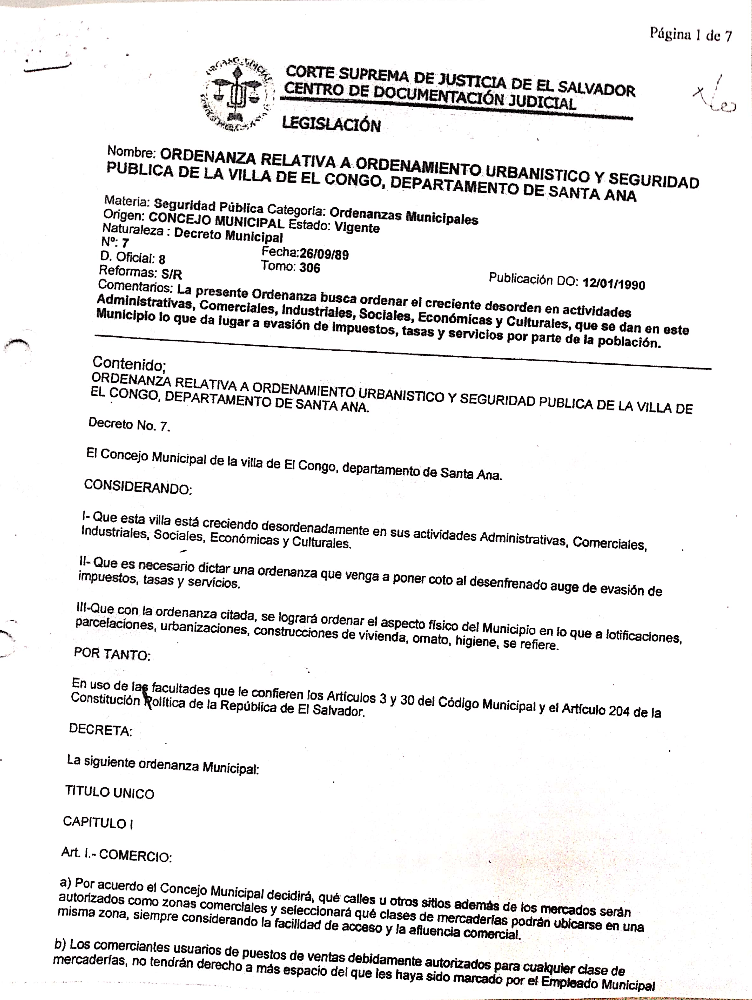 Página 1 de 7
CORTE SUPREMA DE JUSTICIA DE EL SALVADOR
CENTRO DE DOCUMENTACIÓN JUDICIAL
LEGISLACIÓN
Nombre: ORDENANZA RELATIVA A ORDENAMIENTO URBANISTICO Y SEGURIDAD
PUBLICA DE LA VILLA DE EL CONGO, DEPARTAMENTO DE SANTA ANA
Materia: Seguridad Pública Categoria: Ordenanzas Municipales
Origen: CONCEJO MUNICIPAL Estado: Vigente
Naturaleza : Decreto Municipal
Nº: 7 Fecha:26/09/89
D. Oficial: 8 Tomo: 306 Publicación DO: 12/01/1990
Reformas: S/R
Comentarios: La presente Ordenanza busca ordenar el creciente desorden en actividades
Administrativas, Comerciales, Industriales, Sociales, Económicas y Culturales, que se dan en este
Municipio lo que da lugar a evasión de impuestos, tasas y servicios por parte de la población.
Contenido;
ORDENANZA RELATIVA A ORDENAMIENTO URBANISTICO Y SEGURIDAD PUBLICA DE LA VILLA DE
EL CONGO, DEPARTAMENTO DE SANTA ANA.
Decreto No. 7.
El Concejo Municipal de la villa de El Congo, departamento de Santa Ana.
CONSIDERANDO:
I- Que esta villa está creciendo desordenadamente en sus actividades Administrativas, Comerciales,
Industriales, Sociales, Económicas y Culturales.
II- Que es necesario dictar una ordenanza que venga a poner coto al desenfrenado auge de evasión de
impuestos, tasas y servicios.
III-Que con la ordenanza citada, se logrará ordenar el aspecto físico del Municipio en lo que a lotificaciones,
parcelaciones, urbanizaciones, construcciones de vivienda, ornato, higiene, se refiere.
POR TANTO:
En uso de las facultades que le confieren los Artículos 3 y 30 del Código Municipal y el Artículo 204 de la
Constitución Política de la República de El Salvador.
DECRETA:
La siguiente ordenanza Municipal:
TITULO UNICO
CAPITULO I
Art. I.- COMERCIO:
a) Por acuerdo el Concejo Municipal decidirá, qué calles u otros sitios además de los mercados serán
autorizados como zonas comerciales y seleccionará qué clases de mercaderías podrán ubicarse en una
misma zona, siempre considerando la facilidad de acceso y la afluencia comercial.
b) Los comerciantes usuarios de puestos de ventas debidamente autorizados para cualquier clase de
mercaderías, no tendrán derecho a más espacio del que les haya sido marcado por el Empleado Municipal